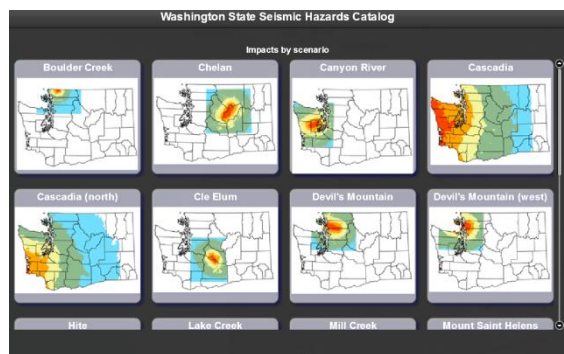 Washington State Seismic Hazards Catalog
Impacts by scenario
Boulder Creek
Chelan
Canyon River
Cascadia
Cascadia (north)
Cle Elum
Devil's Mountain
Devil's Mountain (west)
Hite
Lake Creek
Mill Creek
Mount Saint Helens